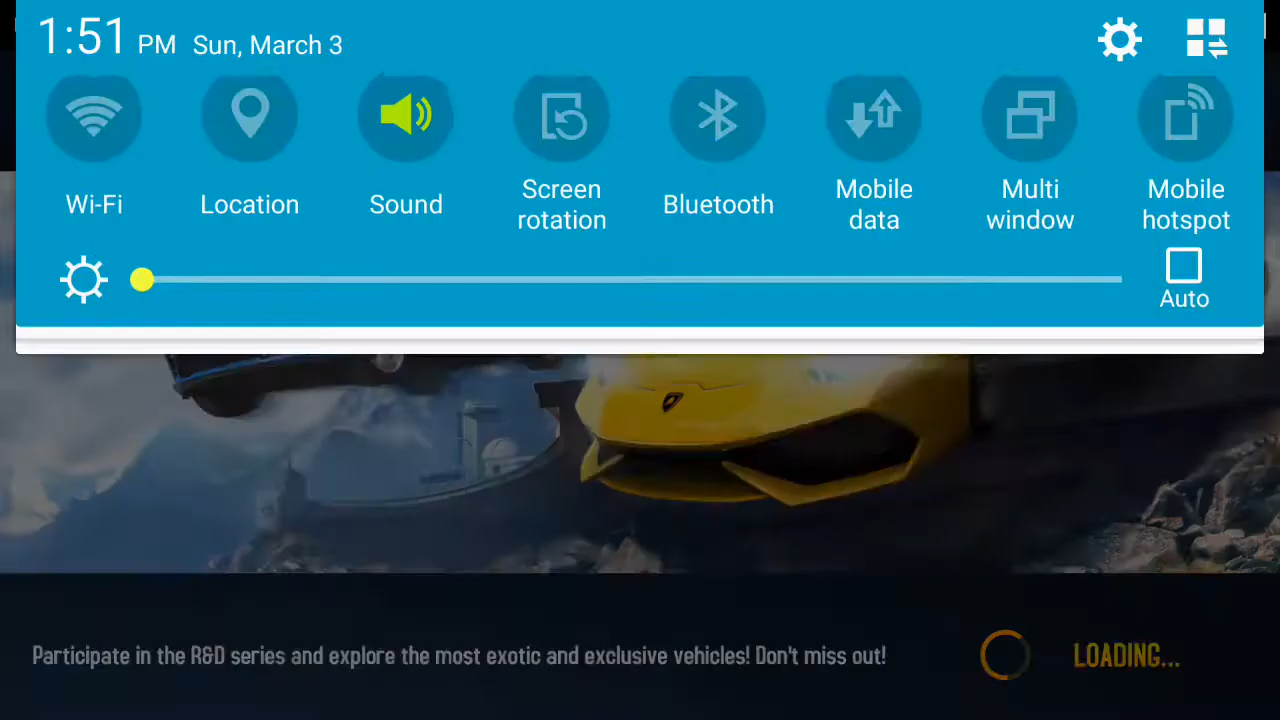 1:51 PM Sun, March 3
Wi-Fi
Location
Sound
Screen
rotation
Bluetooth
Mobile
data
Multi
window
Mobile
hotspot
Auto
Participate in the R&D series and explore the most exotic and exclusive vehicles! Don't miss out!
LOADING...